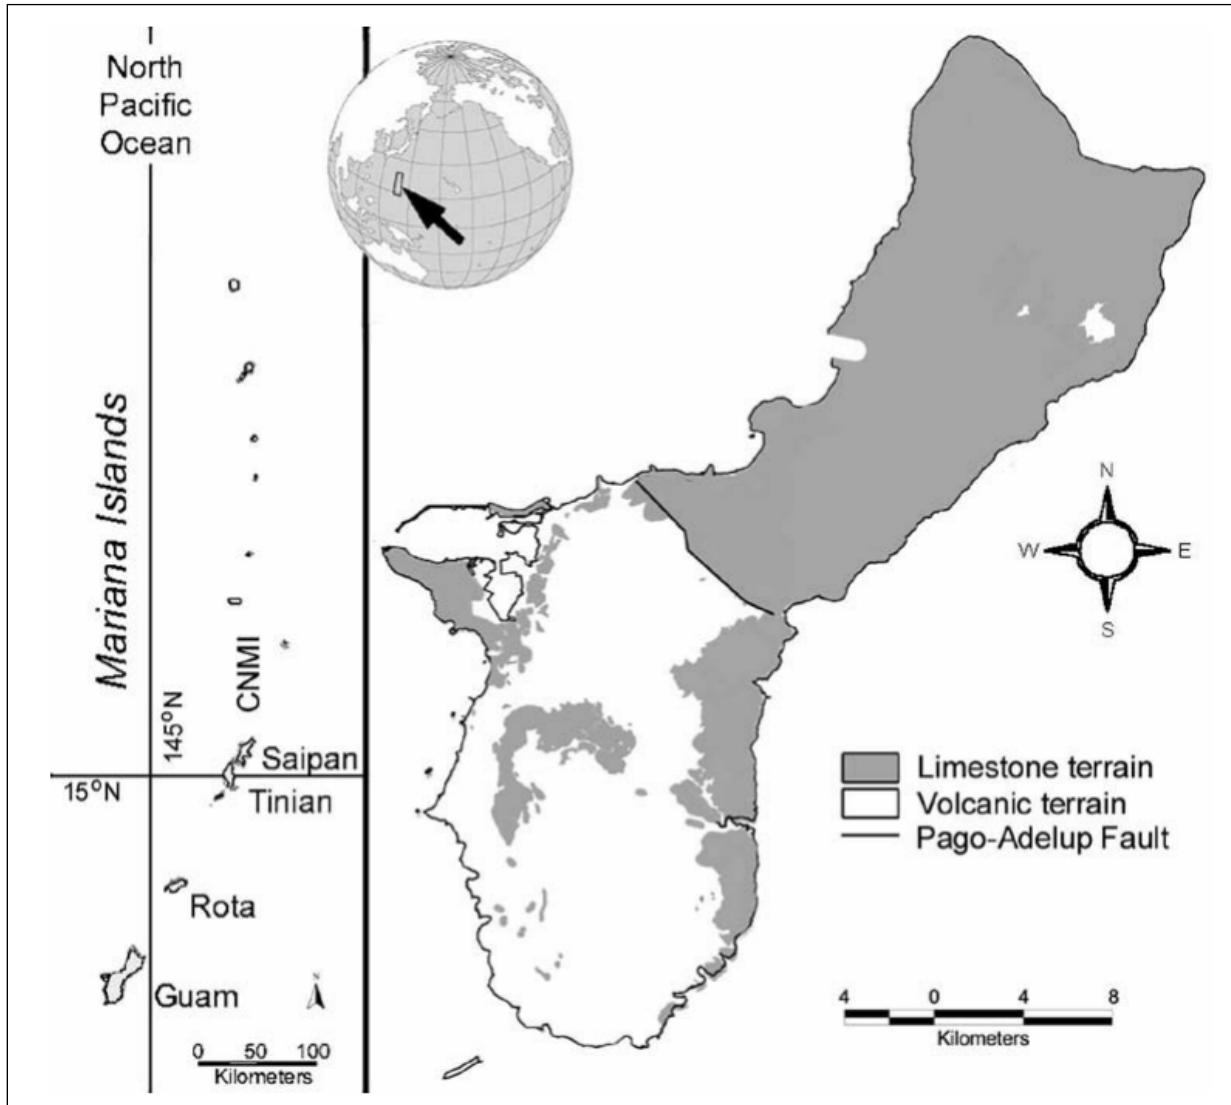 North
Pacific
Ocean
Mariana Islands
CNMI
145°N
15°N
Saipan
Tinian
Rota
Guam
N
0 50 100
Kilometers
N
W E
S
Limestone terrain
Volcanic terrain
Pago-Adelup Fault
4 0 4 8
Kilometers